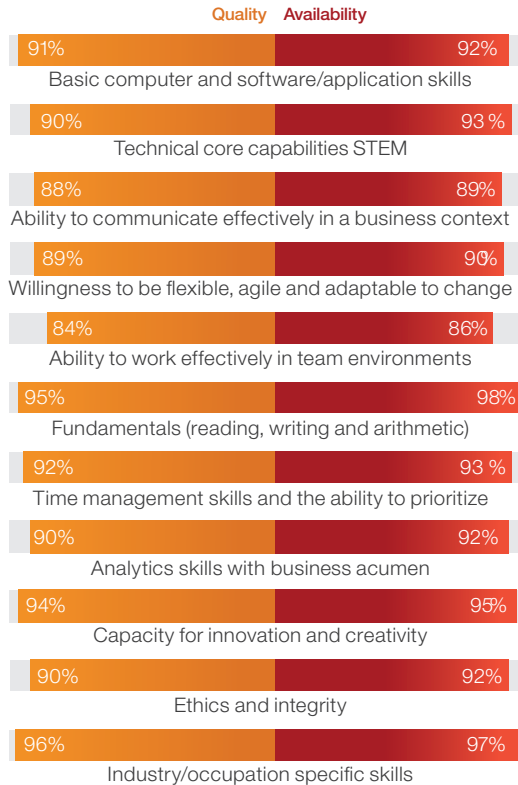 Quality Availability
91% 92%
Basic computer and software/application skills
90% 93 %
Technical core capabilities STEM
88% 89%
Ability to communicate effectively in a business context
89% 90%
Willingness to be flexible, agile and adaptable to change
84% 86%
Ability to work effectively in team environments
95% 98%
Fundamentals (reading, writing and arithmetic)
92% 93 %
Time management skills and the ability to prioritize
90% 92%
Analytics skills with business acumen
94% 95%
Capacity for innovation and creativity
90% 92%
Ethics and integrity
96% 97%
Industry/occupation specific skills